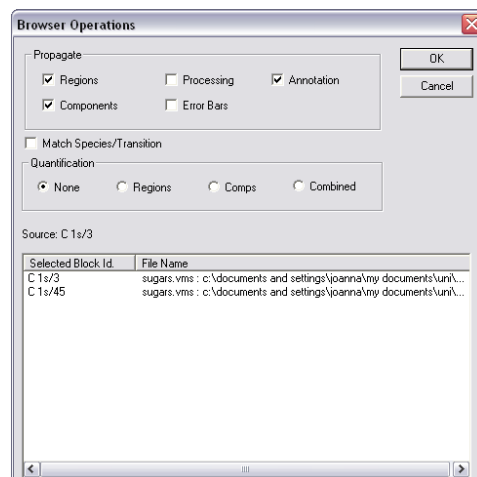 Browser Operations
Propagate
Regions
Processing
Annotation
Components
Error Bars
OK
Cancel
Match Species/Transition
Quantification
None
Regions
Comps
Combined
Source: C 1s/3
Selected Block Id. File Name
C 1s/3 sugars.vms : c:\documents and settings\joanna\my documents\uni\...
C 1s/45 sugars.vms : c:\documents and settings\joanna\my documents\uni\...